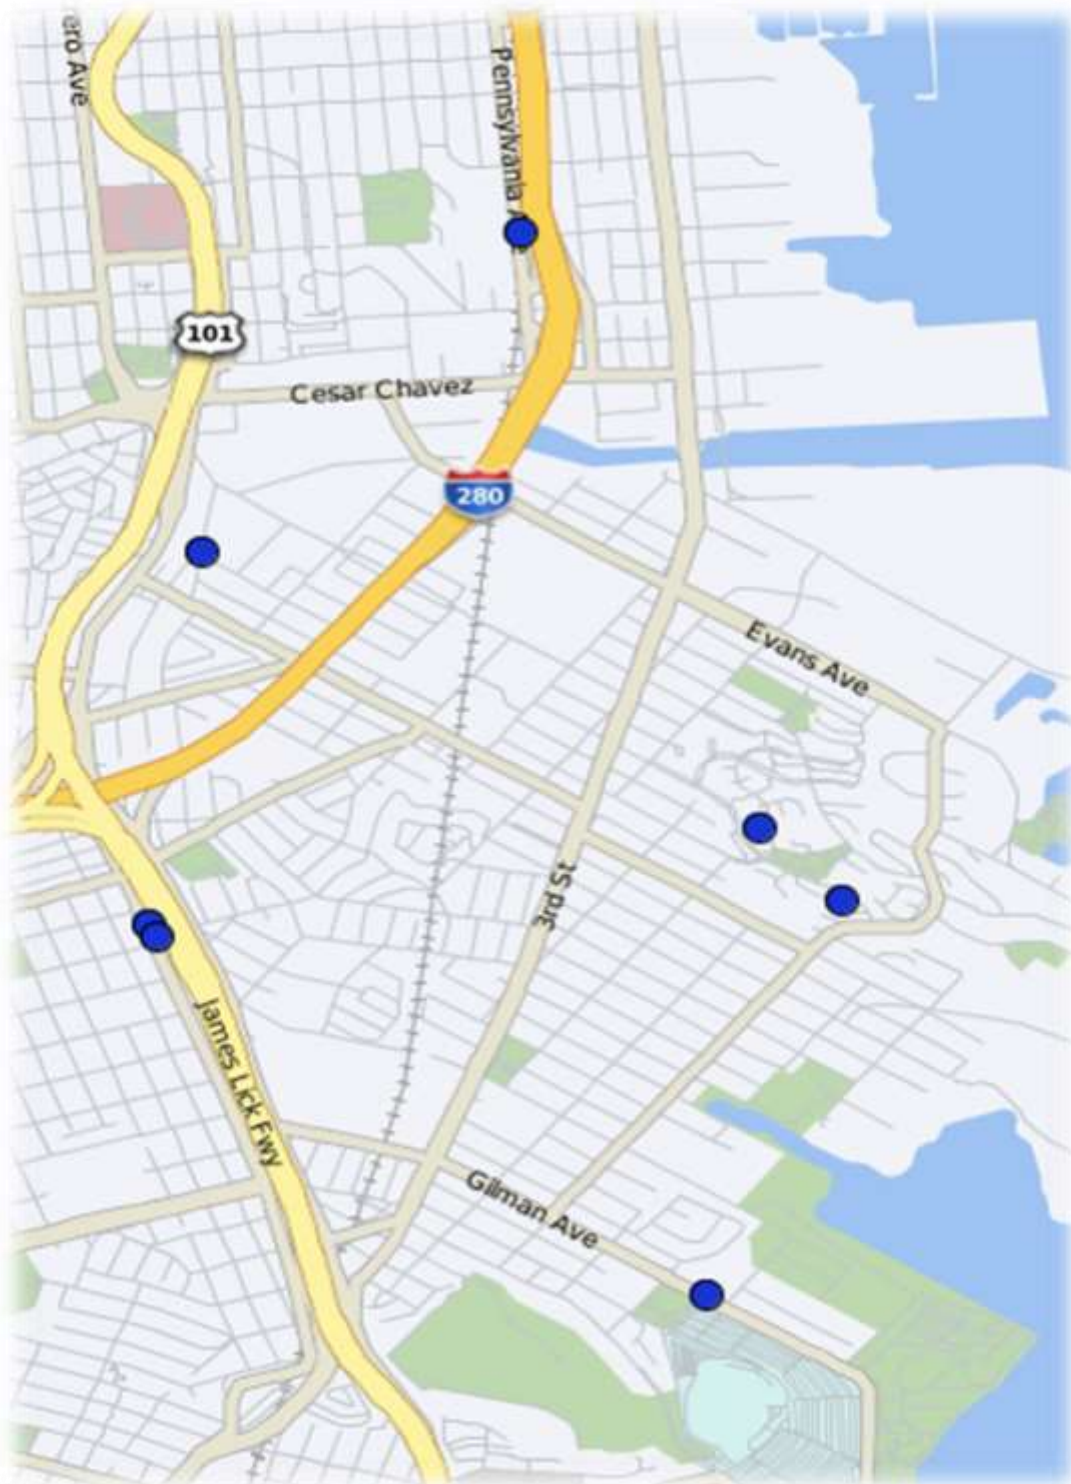 ero Ave
Pennsylvania A
101
Cesar Chavez
280
Evans Ave
3rd St
James Lick Fwy
Gilman Ave